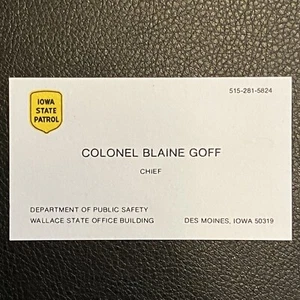 515-281-5824
IOWA
STATE
PATROL
COLONEL BLAINE GOFF
CHIEF
DEPARTMENT OF PUBLIC SAFETY
WALLACE STATE OFFICE BUILDING DES MOINES, IOWA 50319